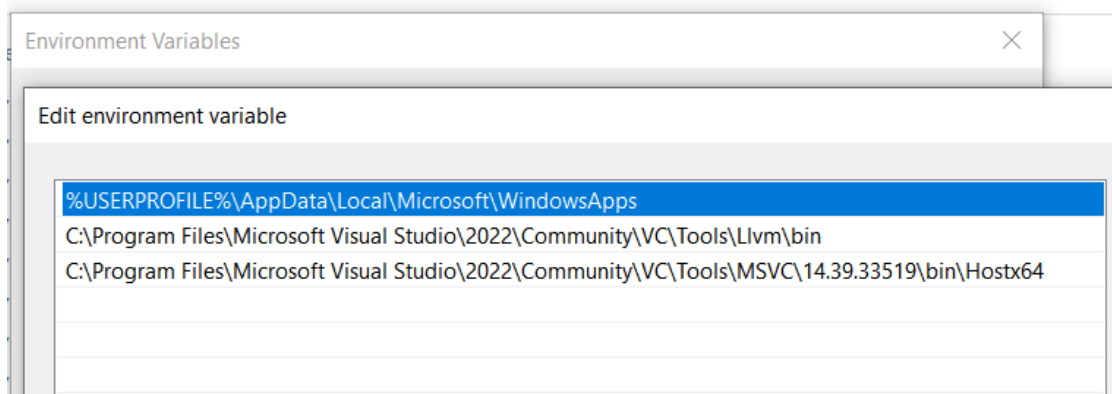 Environment Variables
Edit environment variable
%USERPROFILE%\AppData\Local\Microsoft\WindowsApps
C:\Program Files\Microsoft Visual Studio\2022\Community\VC\Tools\Llvm\bin
C:\Program Files\Microsoft Visual Studio\2022\Community\VC\Tools\MSVC\14.39.33519\bin\Hostx64